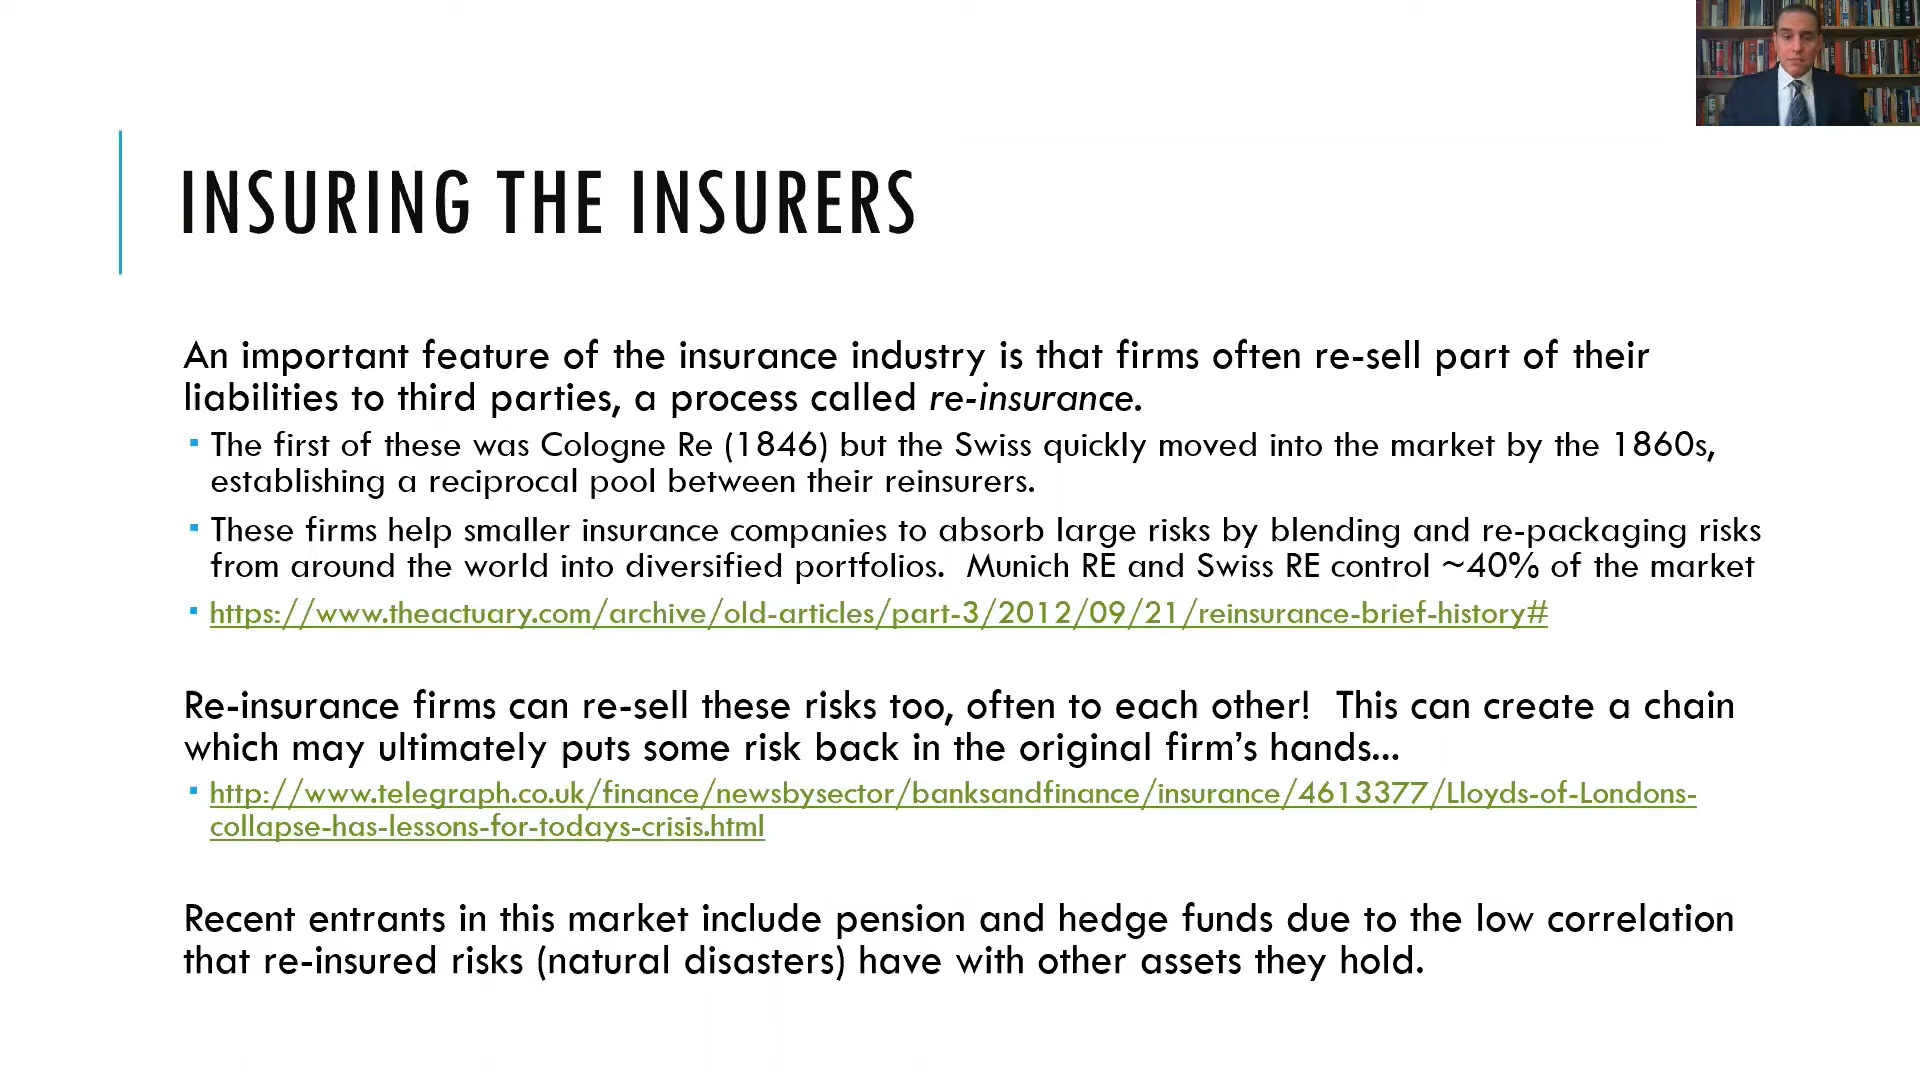 INSURING THE INSURERS
An important feature of the insurance industry is that firms often re-sell part of their
liabilities to third parties, a process called re-insurance.
▪ The first of these was Cologne Re (1846) but the Swiss quickly moved into the market by the 1860s,
establishing a reciprocal pool between their reinsurers.
▪ These firms help smaller insurance companies to absorb large risks by blending and re-packaging risks
from around the world into diversified portfolios.  Munich RE and Swiss RE control ~40% of the market
▪ https://www.theactuary.com/archive/old-articles/part-3/2012/09/21/reinsurance-brief-history#
Re-insurance firms can re-sell these risks too, often to each other!  This can create a chain
which may ultimately puts some risk back in the original firm’s hands...
▪ http://www.telegraph.co.uk/finance/newsbysector/banksandfinance/insurance/4613377/Lloyds-of-Londons-
collapse-has-lessons-for-todays-crisis.html
Recent entrants in this market include pension and hedge funds due to the low correlation
that re-insured risks (natural disasters) have with other assets they hold.